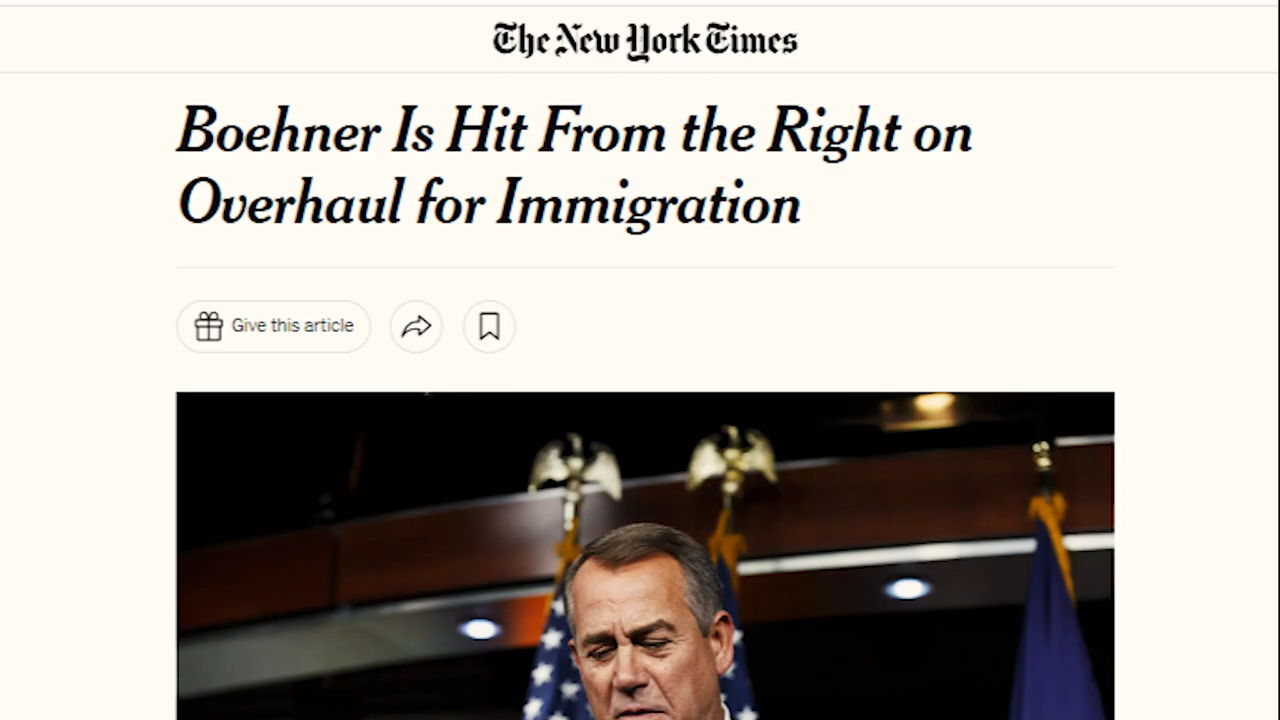 The New York Times
Boehner Is Hit From the Right on
Overhaul for Immigration
Give this article